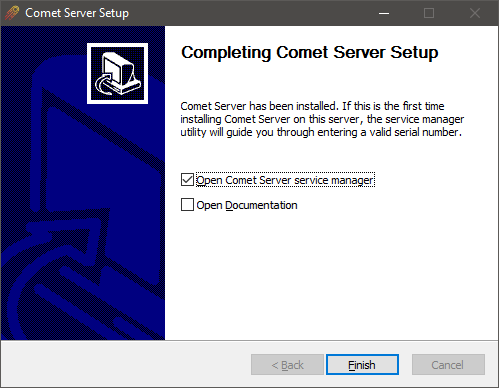 Comet Server Setup
Completing Comet Server Setup
Comet Server has been installed. If this is the first time
installing Comet Server on this server, the service manager
utility will guide you through entering a valid serial number.
Open Comet Server service manager
Open Documentation
< Back
Finish
Cancel